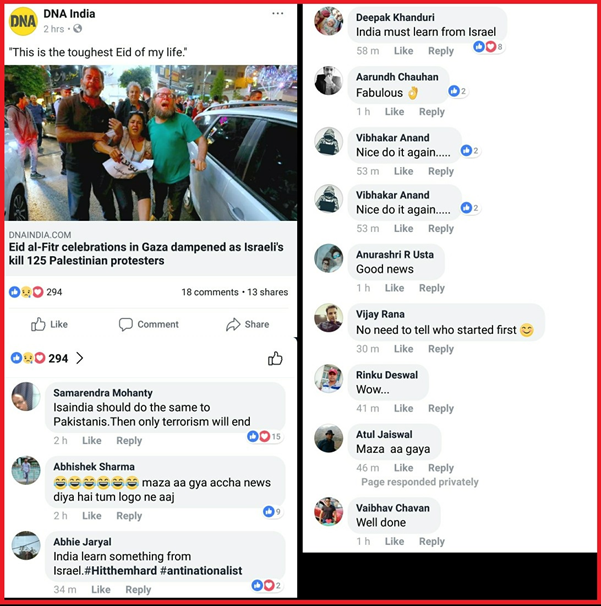 DNA
DNA India
2 hrs
"This is the toughest Eid of my life."
DNAINDIA.COM
Eid al-Fitr celebrations in Gaza dampened as Israeli's
kill 125 Palestinian protesters
294
18 comments • 13 shares
Like
Comment
Share
294
Samarendra Mohanty
Isaindia should do the same to
Pakistanis.Then only terrorism will end
2 h Like Reply
15
Abhishek Sharma
😂😂😂😂😂😂 maza aa gya accha news
diya hai tum logo ne aaj
2 h Like Reply
9
Abhie Jaryal
India learn something from
Israel.#Hitthemhard #antinationalist
34 m Like Reply
2
Deepak Khanduri
India must learn from Israel
58 m Like Reply
8
Aarundh Chauhan
Fabulous 👌
2
1 h Like Reply
Vibhakar Anand
Nice do it again.....
2
53 m Like Reply
Vibhakar Anand
Nice do it again.....
2
53 m Like Reply
Anurashri R Usta
Good news
1 h Like Reply
Vijay Rana
No need to tell who started first 😊
30 m Like Reply
Rinku Deswal
Wow...
41 m Like Reply
Atul Jaiswal
Maza aa gaya
46 m Like Reply
Page responded privately
Vaibhav Chavan
Well done
1 h Like Reply